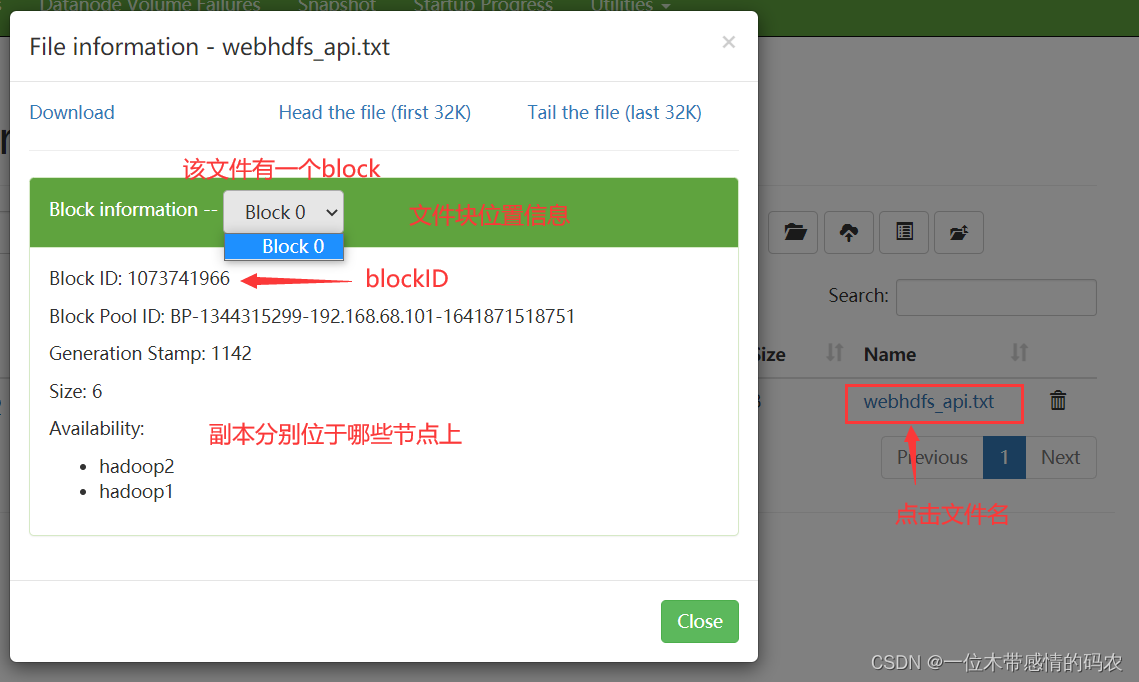 Datanode Volume Failures Snapshot Startup Progress Utilities
File information - webhdfs_api.txt ×
Download Head the file (first 32K) Tail the file (last 32K)
该文件有一个block
Block information -- Block 0 文件块位置信息
Block 0
Block ID: 1073741966 blockID
Block Pool ID: BP-1344315299-192.168.68.101-1641871518751
Generation Stamp: 1142
Size: 6
Availability: 副本分别位于哪些节点上
hadoop2
hadoop1
Close
Search:
Size Name
webhdfs_api.txt
Previous 1 Next
点击文件名
CSDN @一位木带感情的码农